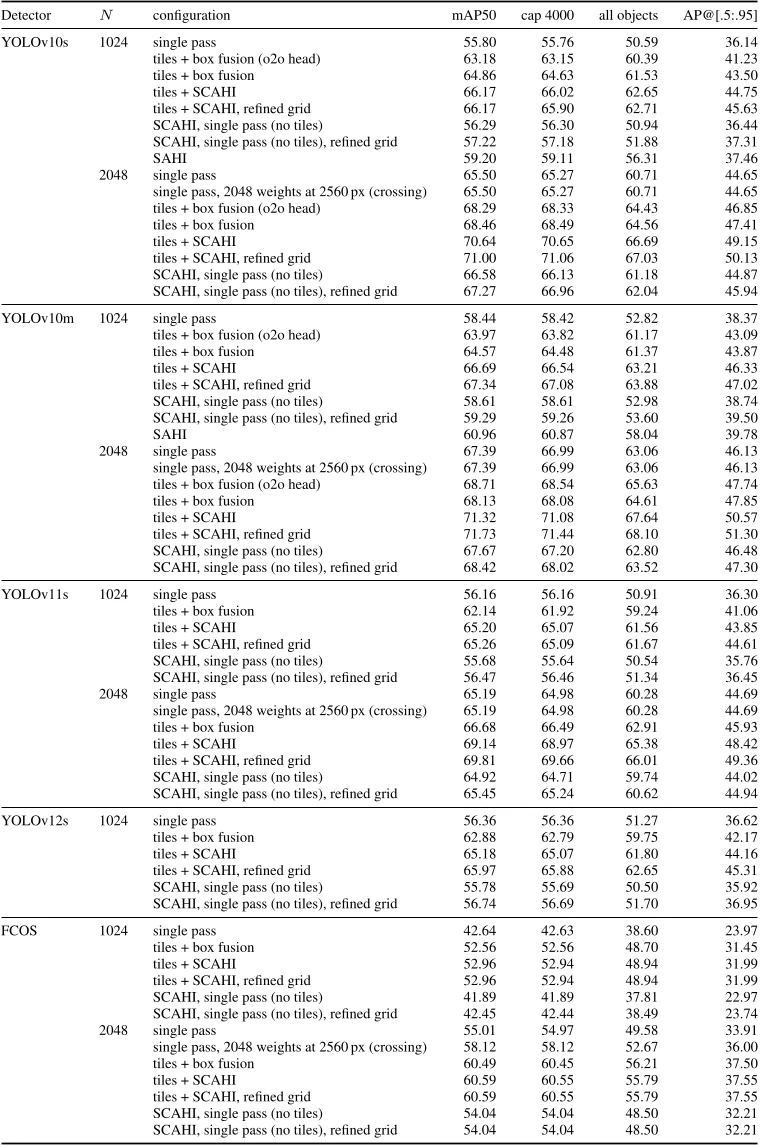 Detector N configuration mAP50 cap 4000 all objects AP@[.5:.95]
YOLOv10s 1024 single pass 55.80 55.76 50.59 36.14
tiles + box fusion (o2o head) 63.18 63.15 60.39 41.23
tiles + box fusion 64.86 64.63 61.53 43.50
tiles + SCAHI 66.17 66.02 62.65 44.75
tiles + SCAHI, refined grid 66.17 65.90 62.71 45.63
SCAHI, single pass (no tiles) 56.29 56.30 50.94 36.44
SCAHI, single pass (no tiles), refined grid 57.22 57.18 51.88 37.31
SAHI 59.20 59.11 56.31 37.46
2048 single pass 65.50 65.27 60.71 44.65
single pass, 2048 weights at 2560 px (crossing) 65.50 65.27 60.71 44.65
tiles + box fusion (o2o head) 68.29 68.33 64.43 46.85
tiles + box fusion 68.46 68.49 64.56 47.41
tiles + SCAHI 70.64 70.65 66.69 49.15
tiles + SCAHI, refined grid 71.00 71.06 67.03 50.13
SCAHI, single pass (no tiles) 66.58 66.13 61.18 44.87
SCAHI, single pass (no tiles), refined grid 67.27 66.96 62.04 45.94
YOLOv10m 1024 single pass 58.44 58.42 52.82 38.37
tiles + box fusion (o2o head) 63.97 63.82 61.17 43.09
tiles + box fusion 64.57 64.48 61.37 43.87
tiles + SCAHI 66.69 66.54 63.21 46.33
tiles + SCAHI, refined grid 67.34 67.08 63.88 47.02
SCAHI, single pass (no tiles) 58.61 58.61 52.98 38.74
SCAHI, single pass (no tiles), refined grid 59.29 59.26 53.60 39.50
SAHI 60.96 60.87 58.04 39.78
2048 single pass 67.39 66.99 63.06 46.13
single pass, 2048 weights at 2560 px (crossing) 67.39 66.99 63.06 46.13
tiles + box fusion (o2o head) 68.71 68.54 65.63 47.74
tiles + box fusion 68.13 68.08 64.61 47.85
tiles + SCAHI 71.32 71.08 67.64 50.57
tiles + SCAHI, refined grid 71.73 71.44 68.10 51.30
SCAHI, single pass (no tiles) 67.67 67.20 62.80 46.48
SCAHI, single pass (no tiles), refined grid 68.42 68.02 63.52 47.30
YOLOv11s 1024 single pass 56.16 56.16 50.91 36.30
tiles + box fusion 62.14 61.92 59.24 41.06
tiles + SCAHI 65.20 65.07 61.56 43.85
tiles + SCAHI, refined grid 65.26 65.09 61.67 44.61
SCAHI, single pass (no tiles) 55.68 55.64 50.54 35.76
SCAHI, single pass (no tiles), refined grid 56.47 56.46 51.34 36.45
2048 single pass 65.19 64.98 60.28 44.69
single pass, 2048 weights at 2560 px (crossing) 65.19 64.98 60.28 44.69
tiles + box fusion 66.68 66.49 62.91 45.93
tiles + SCAHI 69.14 68.97 65.38 48.42
tiles + SCAHI, refined grid 69.81 69.66 66.01 49.36
SCAHI, single pass (no tiles) 64.92 64.71 59.74 44.02
SCAHI, single pass (no tiles), refined grid 65.45 65.24 60.62 44.94
YOLOv12s 1024 single pass 56.36 56.36 51.27 36.62
tiles + box fusion 62.88 62.79 59.75 42.17
tiles + SCAHI 65.18 65.07 61.80 44.16
tiles + SCAHI, refined grid 65.97 65.88 62.65 45.31
SCAHI, single pass (no tiles) 55.78 55.69 50.50 35.92
SCAHI, single pass (no tiles), refined grid 56.74 56.69 51.70 36.95
FCOS 1024 single pass 42.64 42.63 38.60 23.97
tiles + box fusion 52.56 52.56 48.70 31.45
tiles + SCAHI 52.96 52.94 48.94 31.99
tiles + SCAHI, refined grid 52.96 52.94 48.94 31.99
SCAHI, single pass (no tiles) 41.89 41.89 37.81 22.97
SCAHI, single pass (no tiles), refined grid 42.45 42.44 38.49 23.74
2048 single pass 55.01 54.97 49.58 33.91
single pass, 2048 weights at 2560 px (crossing) 58.12 58.12 52.67 36.00
tiles + box fusion 60.49 60.45 56.21 37.50
tiles + SCAHI 60.59 60.55 55.79 37.55
tiles + SCAHI, refined grid 60.59 60.55 55.79 37.55
SCAHI, single pass (no tiles) 54.04 54.04 48.50 32.21
SCAHI, single pass (no tiles), refined grid 54.04 54.04 48.50 32.21